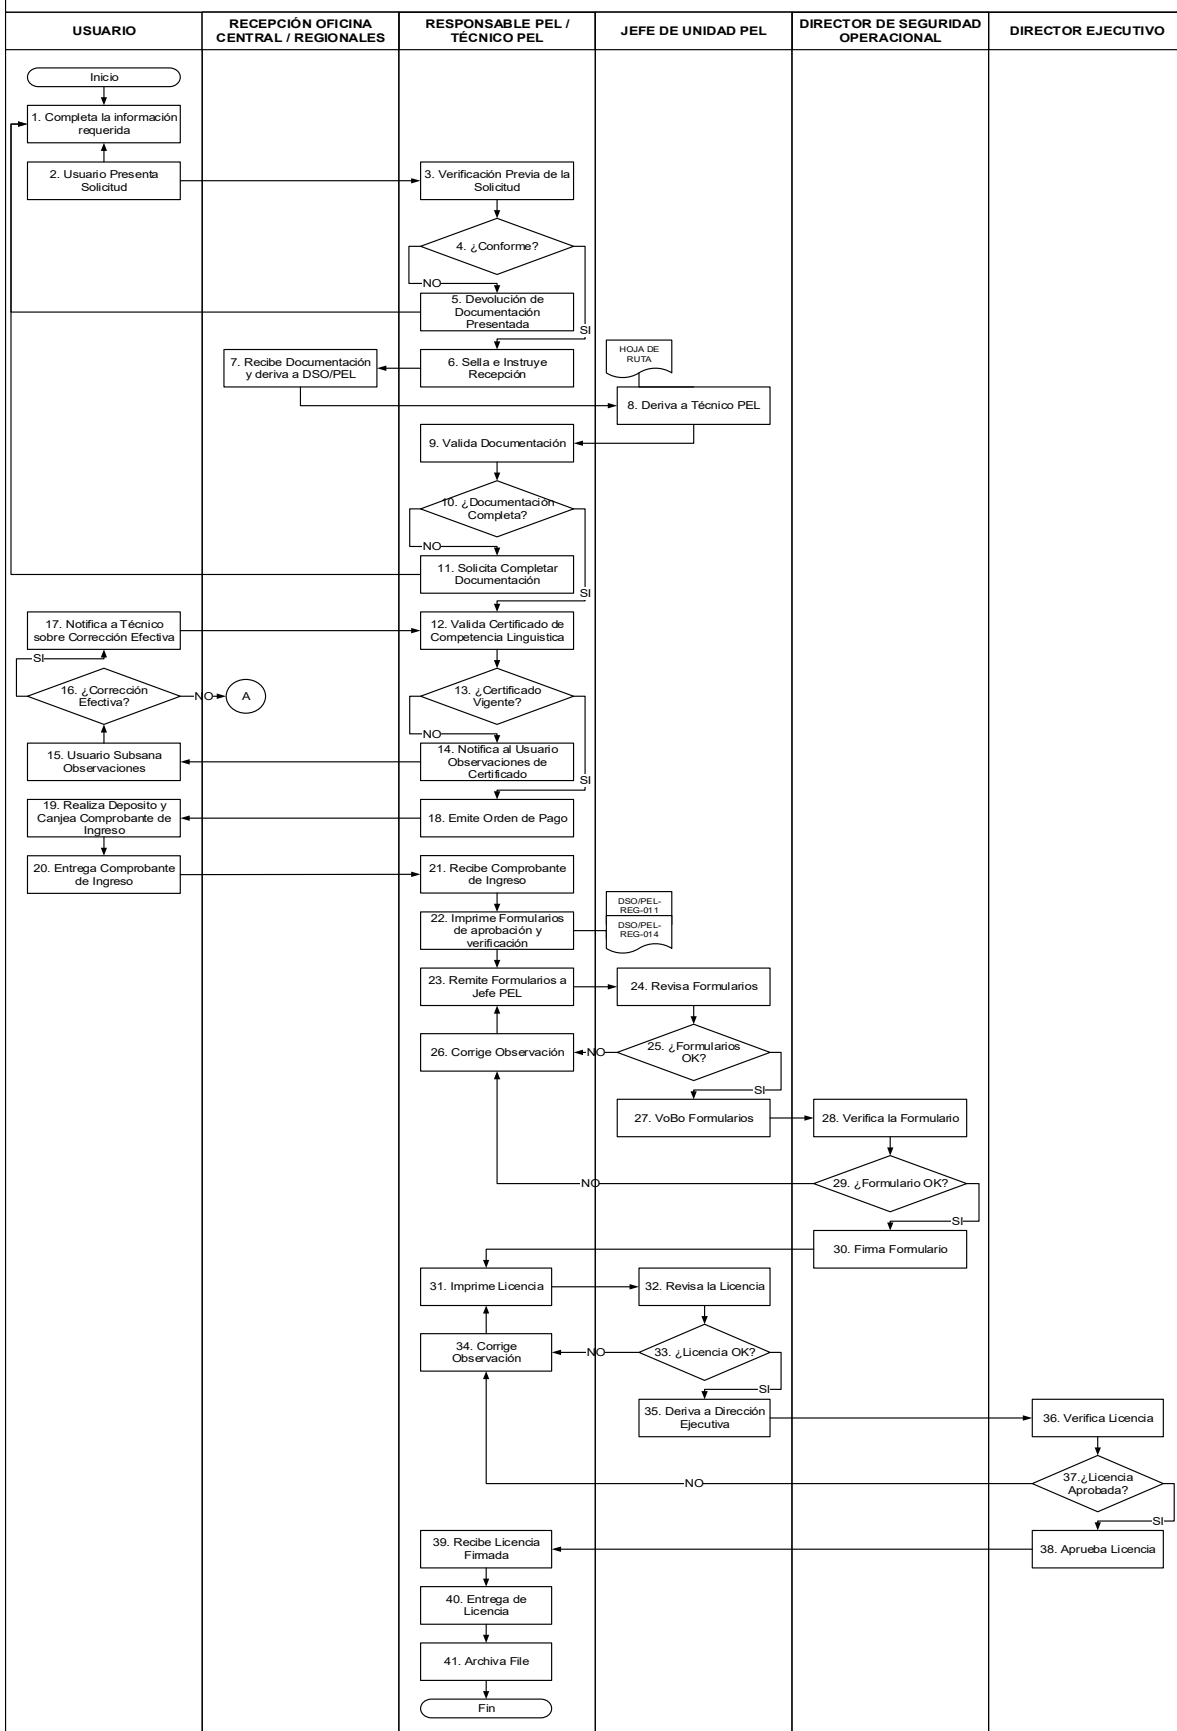 USUARIO
RECEPCIÓN OFICINA
CENTRAL / REGIONALES
RESPONSABLE PEL /
TÉCNICO PEL
JEFE DE UNIDAD PEL
DIRECTOR DE SEGURIDAD
OPERACIONAL
DIRECTOR EJECUTIVO
Inicio
1. Completa la información
requerida
2. Usuario Presenta
Solicitud
3. Verificación Previa de la
Solicitud
4. ¿Conforme?
NO
5. Devolución de
Documentación
Presentada
SI
6. Sella e Instruye
Recepción
7. Recibe Documentación
y deriva a DSO/PEL
HOJA DE
RUTA
8. Deriva a Técnico PEL
9. Valida Documentación
10. ¿Documentación
Completa?
NO
11. Solicita Completar
Documentación
SI
17. Notifica a Técnico
sobre Corrección Efectiva
12. Valida Certificado de
Competencia Linguistica
SI
16. ¿Corrección
Efectiva?
NO
A
13. ¿Certificado
Vigente?
NO
15. Usuario Subsana
Observaciones
14. Notifica al Usuario
Observaciones de
Certificado
SI
19. Realiza Deposito y
Canjea Comprobante de
Ingreso
18. Emite Orden de Pago
20. Entrega Comprobante
de Ingreso
21. Recibe Comprobante
de Ingreso
DSO/PEL-
REG-011
DSO/PEL-
REG-014
22. Imprime Formularios
de aprobación y
verificación
23. Remite Formularios a
Jefe PEL
24. Revisa Formularios
26. Corrige Observación
NO
25. ¿Formularios
OK?
SI
27. VoBo Formularios
28. Verifica la Formulario
NO
29. ¿Formulario OK?
SI
30. Firma Formulario
31. Imprime Licencia
32. Revisa la Licencia
34. Corrige
Observación
NO
33. ¿Licencia OK?
SI
35. Deriva a Dirección
Ejecutiva
36. Verifica Licencia
NO
37.¿Licencia
Aprobada?
SI
39. Recibe Licencia
Firmada
38. Aprueba Licencia
40. Entrega de
Licencia
41. Archiva File
Fin